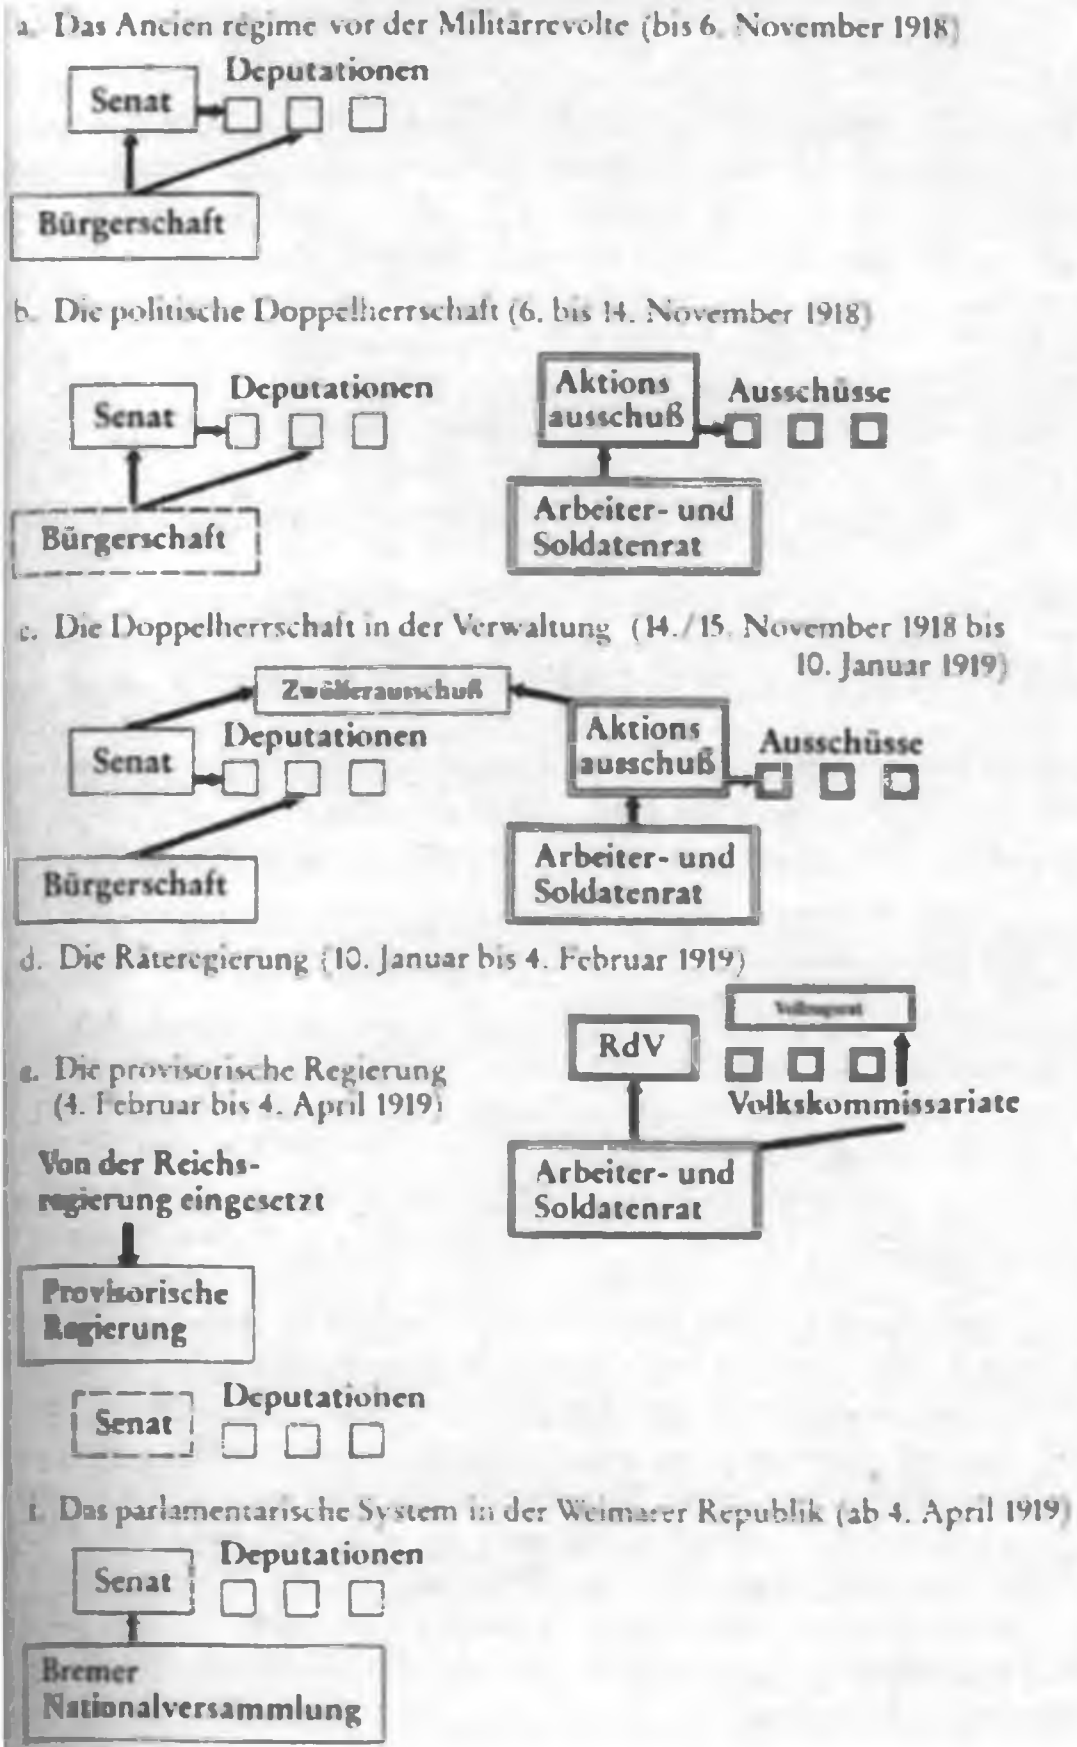 a. Das Ancien régime vor der Militärrevolte (bis 6. November 1918)
Deputationen
Senat
Bürgerschaft
b. Die politische Doppelherrschaft (6. bis 14. November 1918)
Deputationen
Senat
Bürgerschaft
Aktions
ausschuß
Ausschüsse
Arbeiter- und
Soldatenrat
c. Die Doppelherrschaft in der Verwaltung (14./15. November 1918 bis
10. Januar 1919)
Zwölferausschuß
Deputationen
Senat
Bürgerschaft
Aktions
ausschuß
Ausschüsse
Arbeiter- und
Soldatenrat
d. Die Räteregierung (10. Januar bis 4. Februar 1919)
Vollzugsrat
RdV
Volkskommissariate
Arbeiter- und
Soldatenrat
e. Die provisorische Regierung
(4. Februar bis 4. April 1919)
Von der Reichs-
regierung eingesetzt
Provisorische
Regierung
Deputationen
Senat
f. Das parlamentarische System in der Weimarer Republik (ab 4. April 1919)
Deputationen
Senat
Bremer
Nationalversammlung